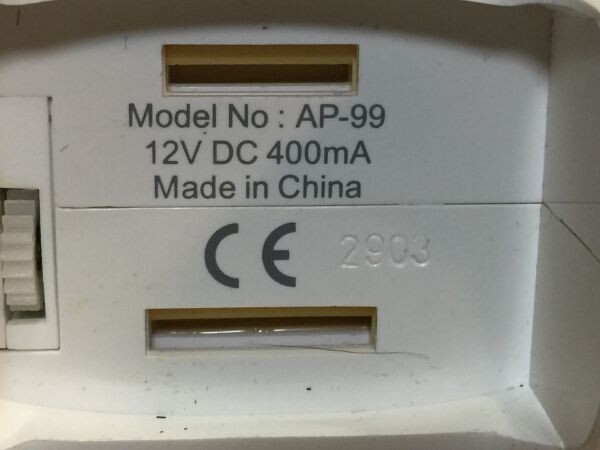 Model No : AP-99
12V DC 400mA
Made in China
CE 2903